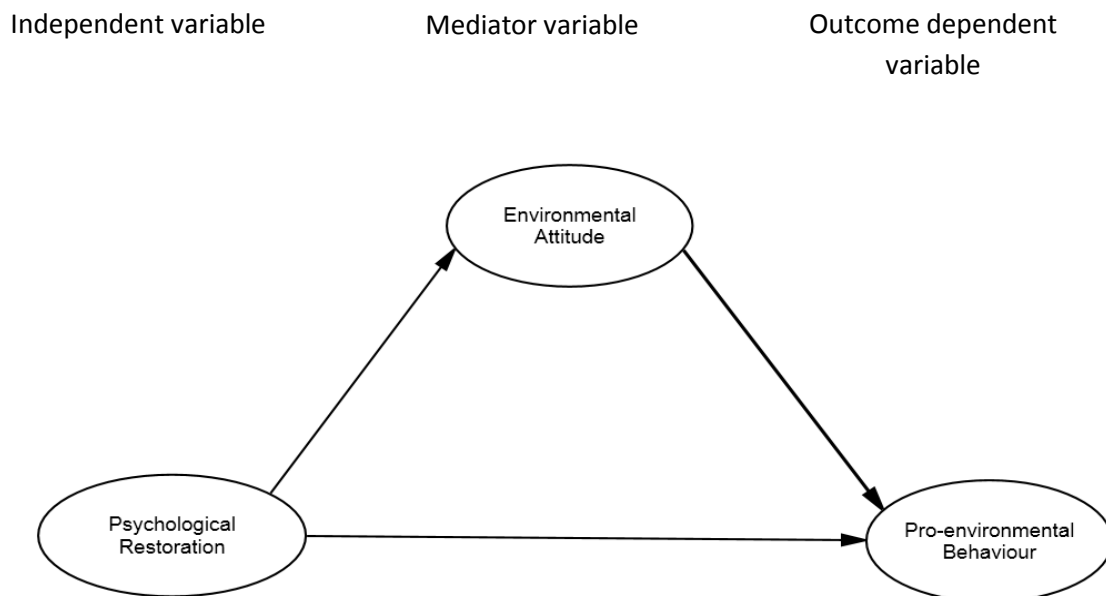 Independent variable
Mediator variable
Outcome dependent
variable
Environmental
Attitude
Psychological
Restoration
Pro-environmental
Behaviour